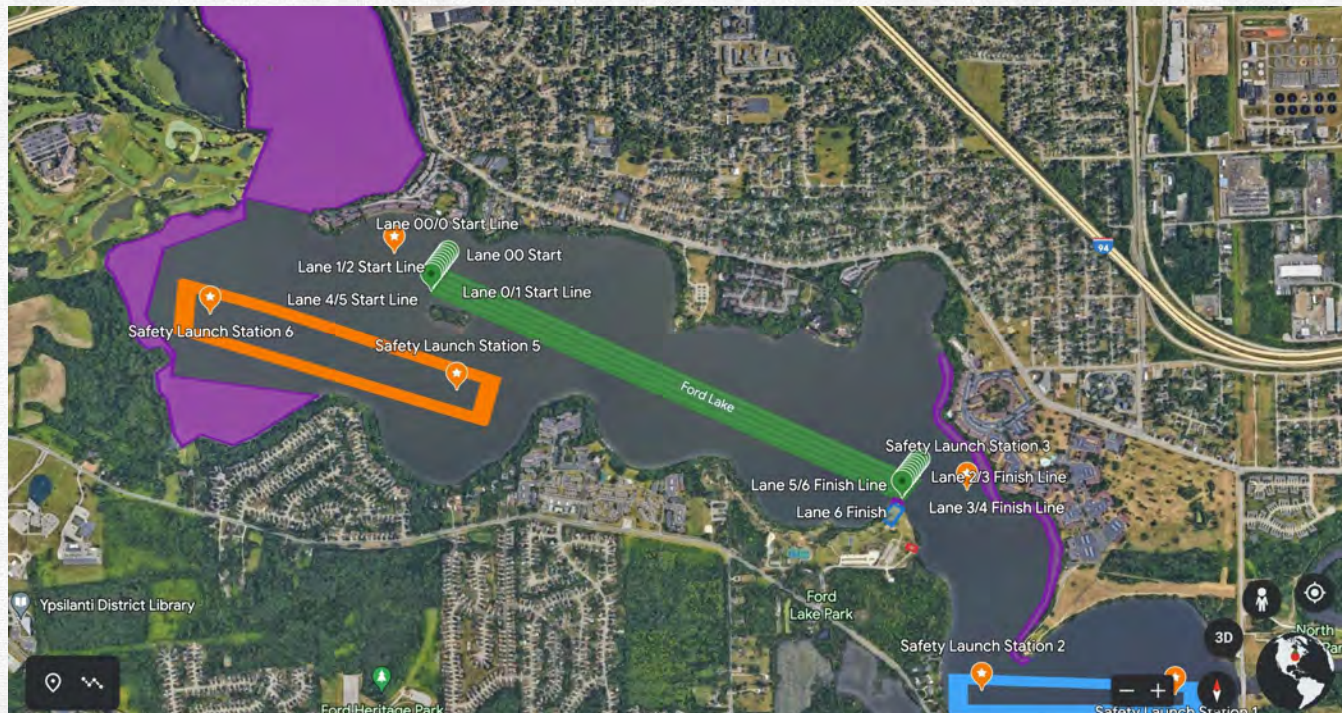 Lane 00/0 Start Line
Lane 00 Start
Lane 1/2 Start Line
Lane 0/1 Start Line
Lane 4/5 Start Line
Safety Launch Station 6
Safety Launch Station 5
94
Ford Lake
Safety Launch Station 3
Lane 2/3 Finish Line
Lane 5/6 Finish Line
Lane 3/4 Finish Line
Lane 6 Finish
Ypsilanti District Library
Ford
Lake Park
Safety Launch Station 2
3D
North
Ford Heritage Park
Safety Launch Station 1